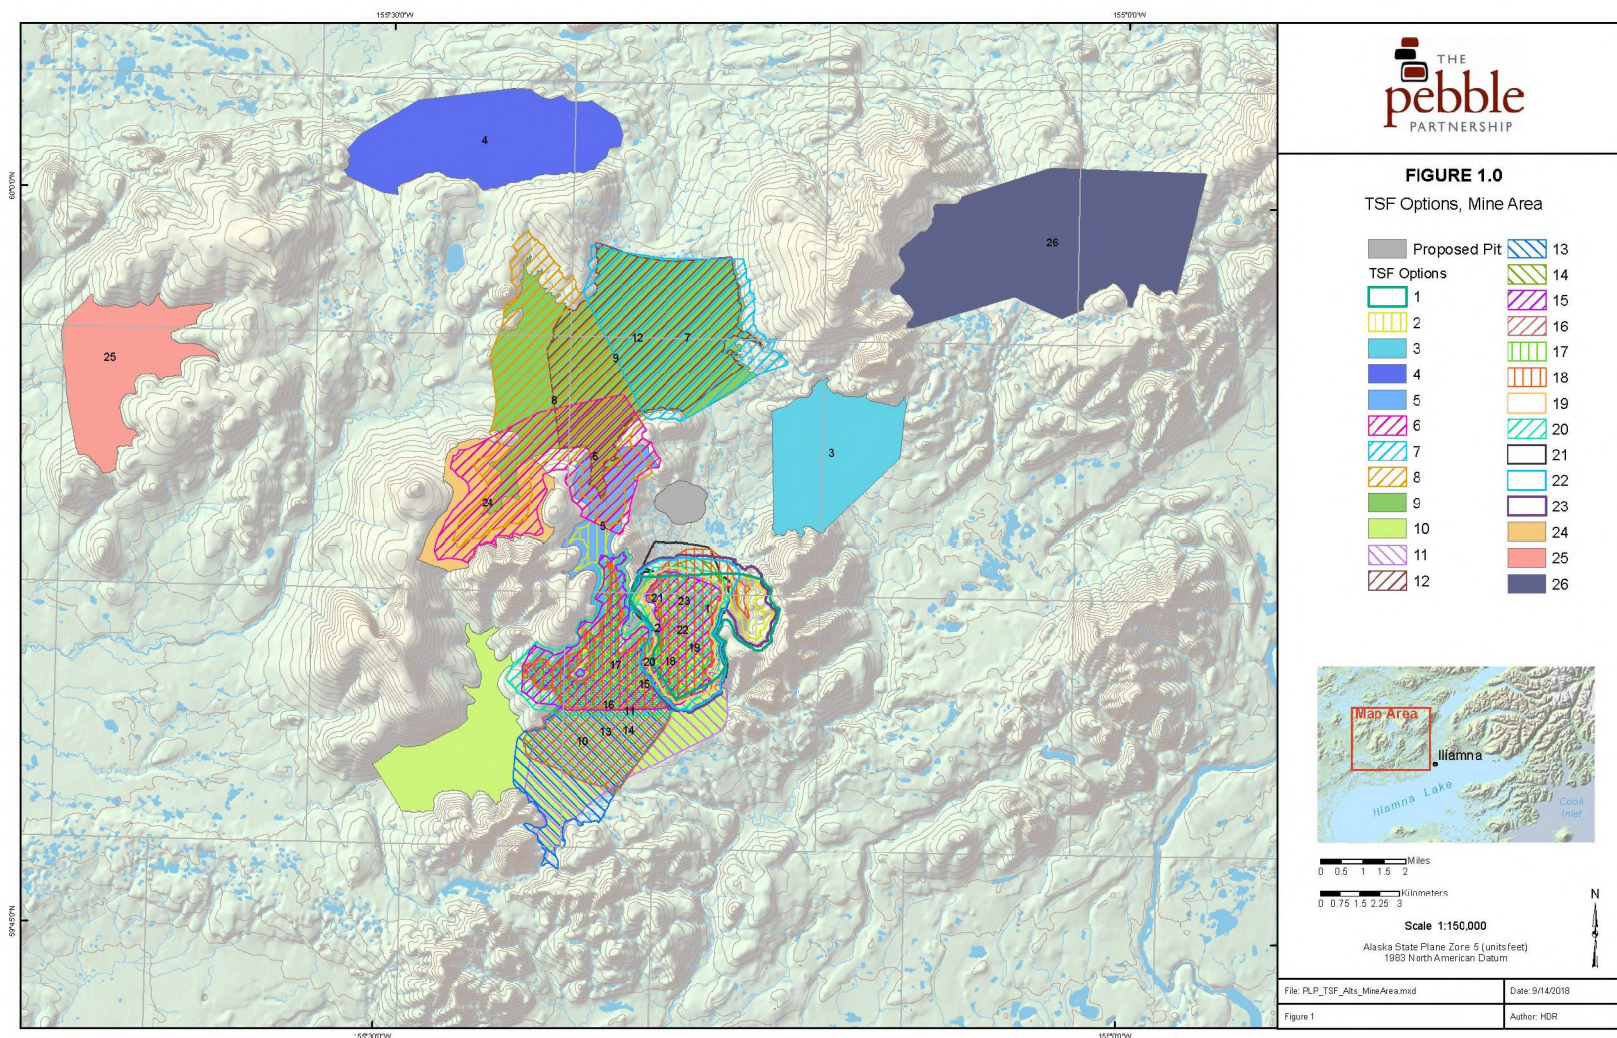 155°30'0"W
155°0'0"W
60°0'0"N
59°45'0"N
4
26
25
12
7
9
8
3
6
24
5
21
23
1
2
22
19
20
18
17
15
16
11
13
14
10
155°30'0"W
155°0'0"W
THE
pebble
PARTNERSHIP
FIGURE 1.0
TSF Options, Mine Area
Proposed Pit
TSF Options
1
2
3
4
5
6
7
8
9
10
11
12
13
14
15
16
17
18
19
20
21
22
23
24
25
26
Map Area
Iliamna
Iliamna Lake
Cook
Inlet
0 0.5 1 1.5 2 Miles
0 0.75 1.5 2.25 3 Kilometers
N
Scale 1:150,000
Alaska State Plane Zone 5 (units feet)
1983 North American Datum
File: PLP_TSF_Alts_MineArea.mxd
Date: 9/14/2018
Figure 1
Author: HDR